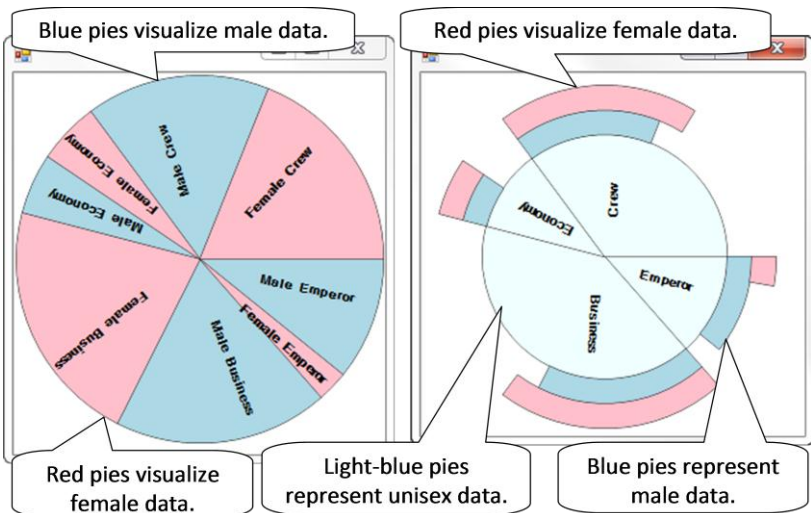 Blue pies visualize male data.
Red pies visualize female data.
Male Crew
Female Crew
Female Economy
Male Economy
Female Business
Male Business
Female Emperor
Male Emperor
Crew
Economy
Emperor
Business
Red pies visualize
female data.
Light-blue pies
represent unisex data.
Blue pies represent
male data.